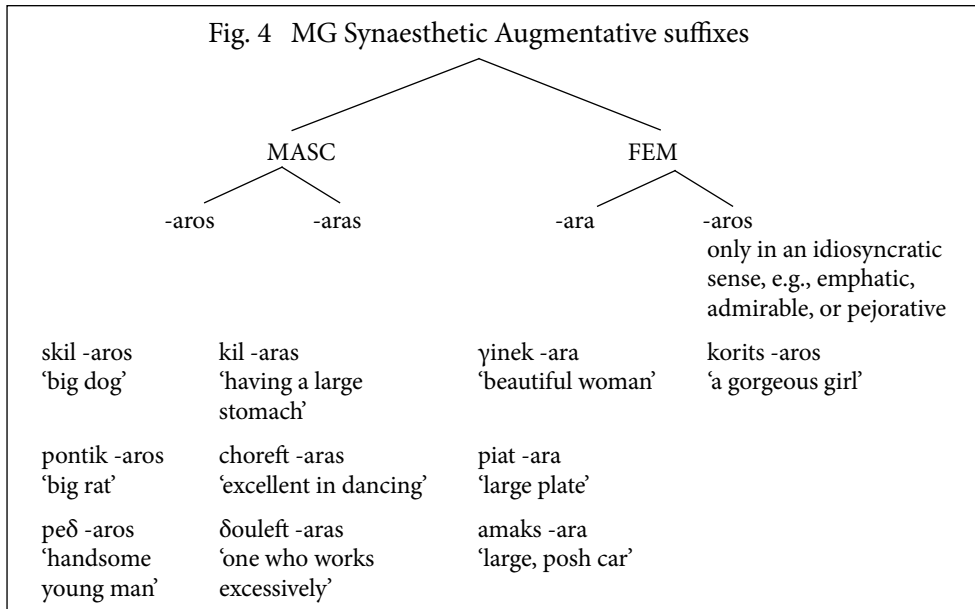 Fig. 4 MG Synaesthetic Augmentative suffixes
MASC FEM
-aros -aras -ara -aros
only in an idiosyncratic
sense, e.g., emphatic,
admirable, or pejorative
skil -aros kil -aras γinek -ara korits -aros
‘big dog’ ‘having a large ‘beautiful woman’ ‘a gorgeous girl’
stomach’
pontik -aros choreft -aras piat -ara
‘big rat’ ‘excellent in dancing’ ‘large plate’
peδ -aros δouleft -aras amaks -ara
‘handsome ‘one who works ‘large, posh car’
young man’ excessively’